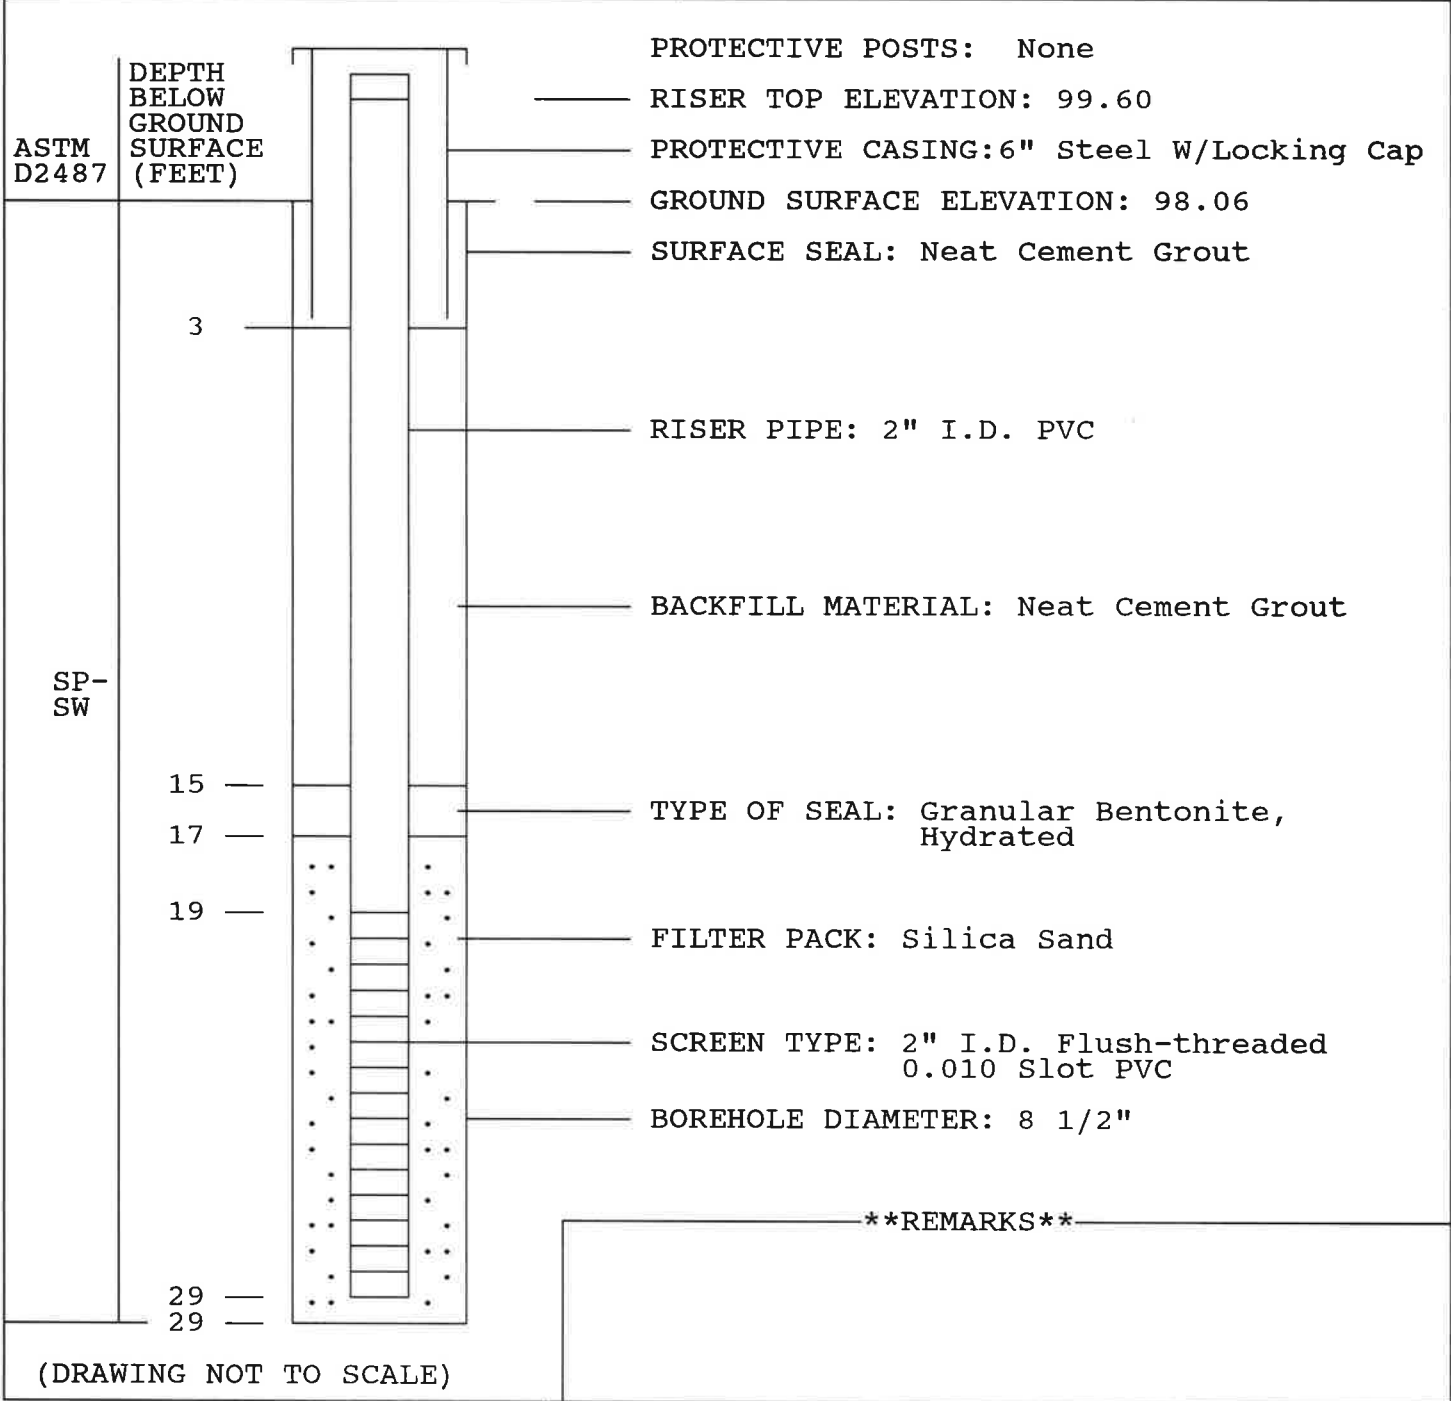 PROTECTIVE POSTS: None
DEPTH
BELOW
GROUND
SURFACE
(FEET)
ASTM
D2487
RISER TOP ELEVATION: 99.60
PROTECTIVE CASING:6" Steel W/Locking Cap
GROUND SURFACE ELEVATION: 98.06
SURFACE SEAL: Neat Cement Grout
3
RISER PIPE: 2" I.D. PVC
BACKFILL MATERIAL: Neat Cement Grout
SP-
SW
15
TYPE OF SEAL: Granular Bentonite,
Hydrated
17
19
FILTER PACK: Silica Sand
SCREEN TYPE: 2" I.D. Flush-threaded
0.010 Slot PVC
BOREHOLE DIAMETER: 8 1/2"
**REMARKS**
29
29
(DRAWING NOT TO SCALE)